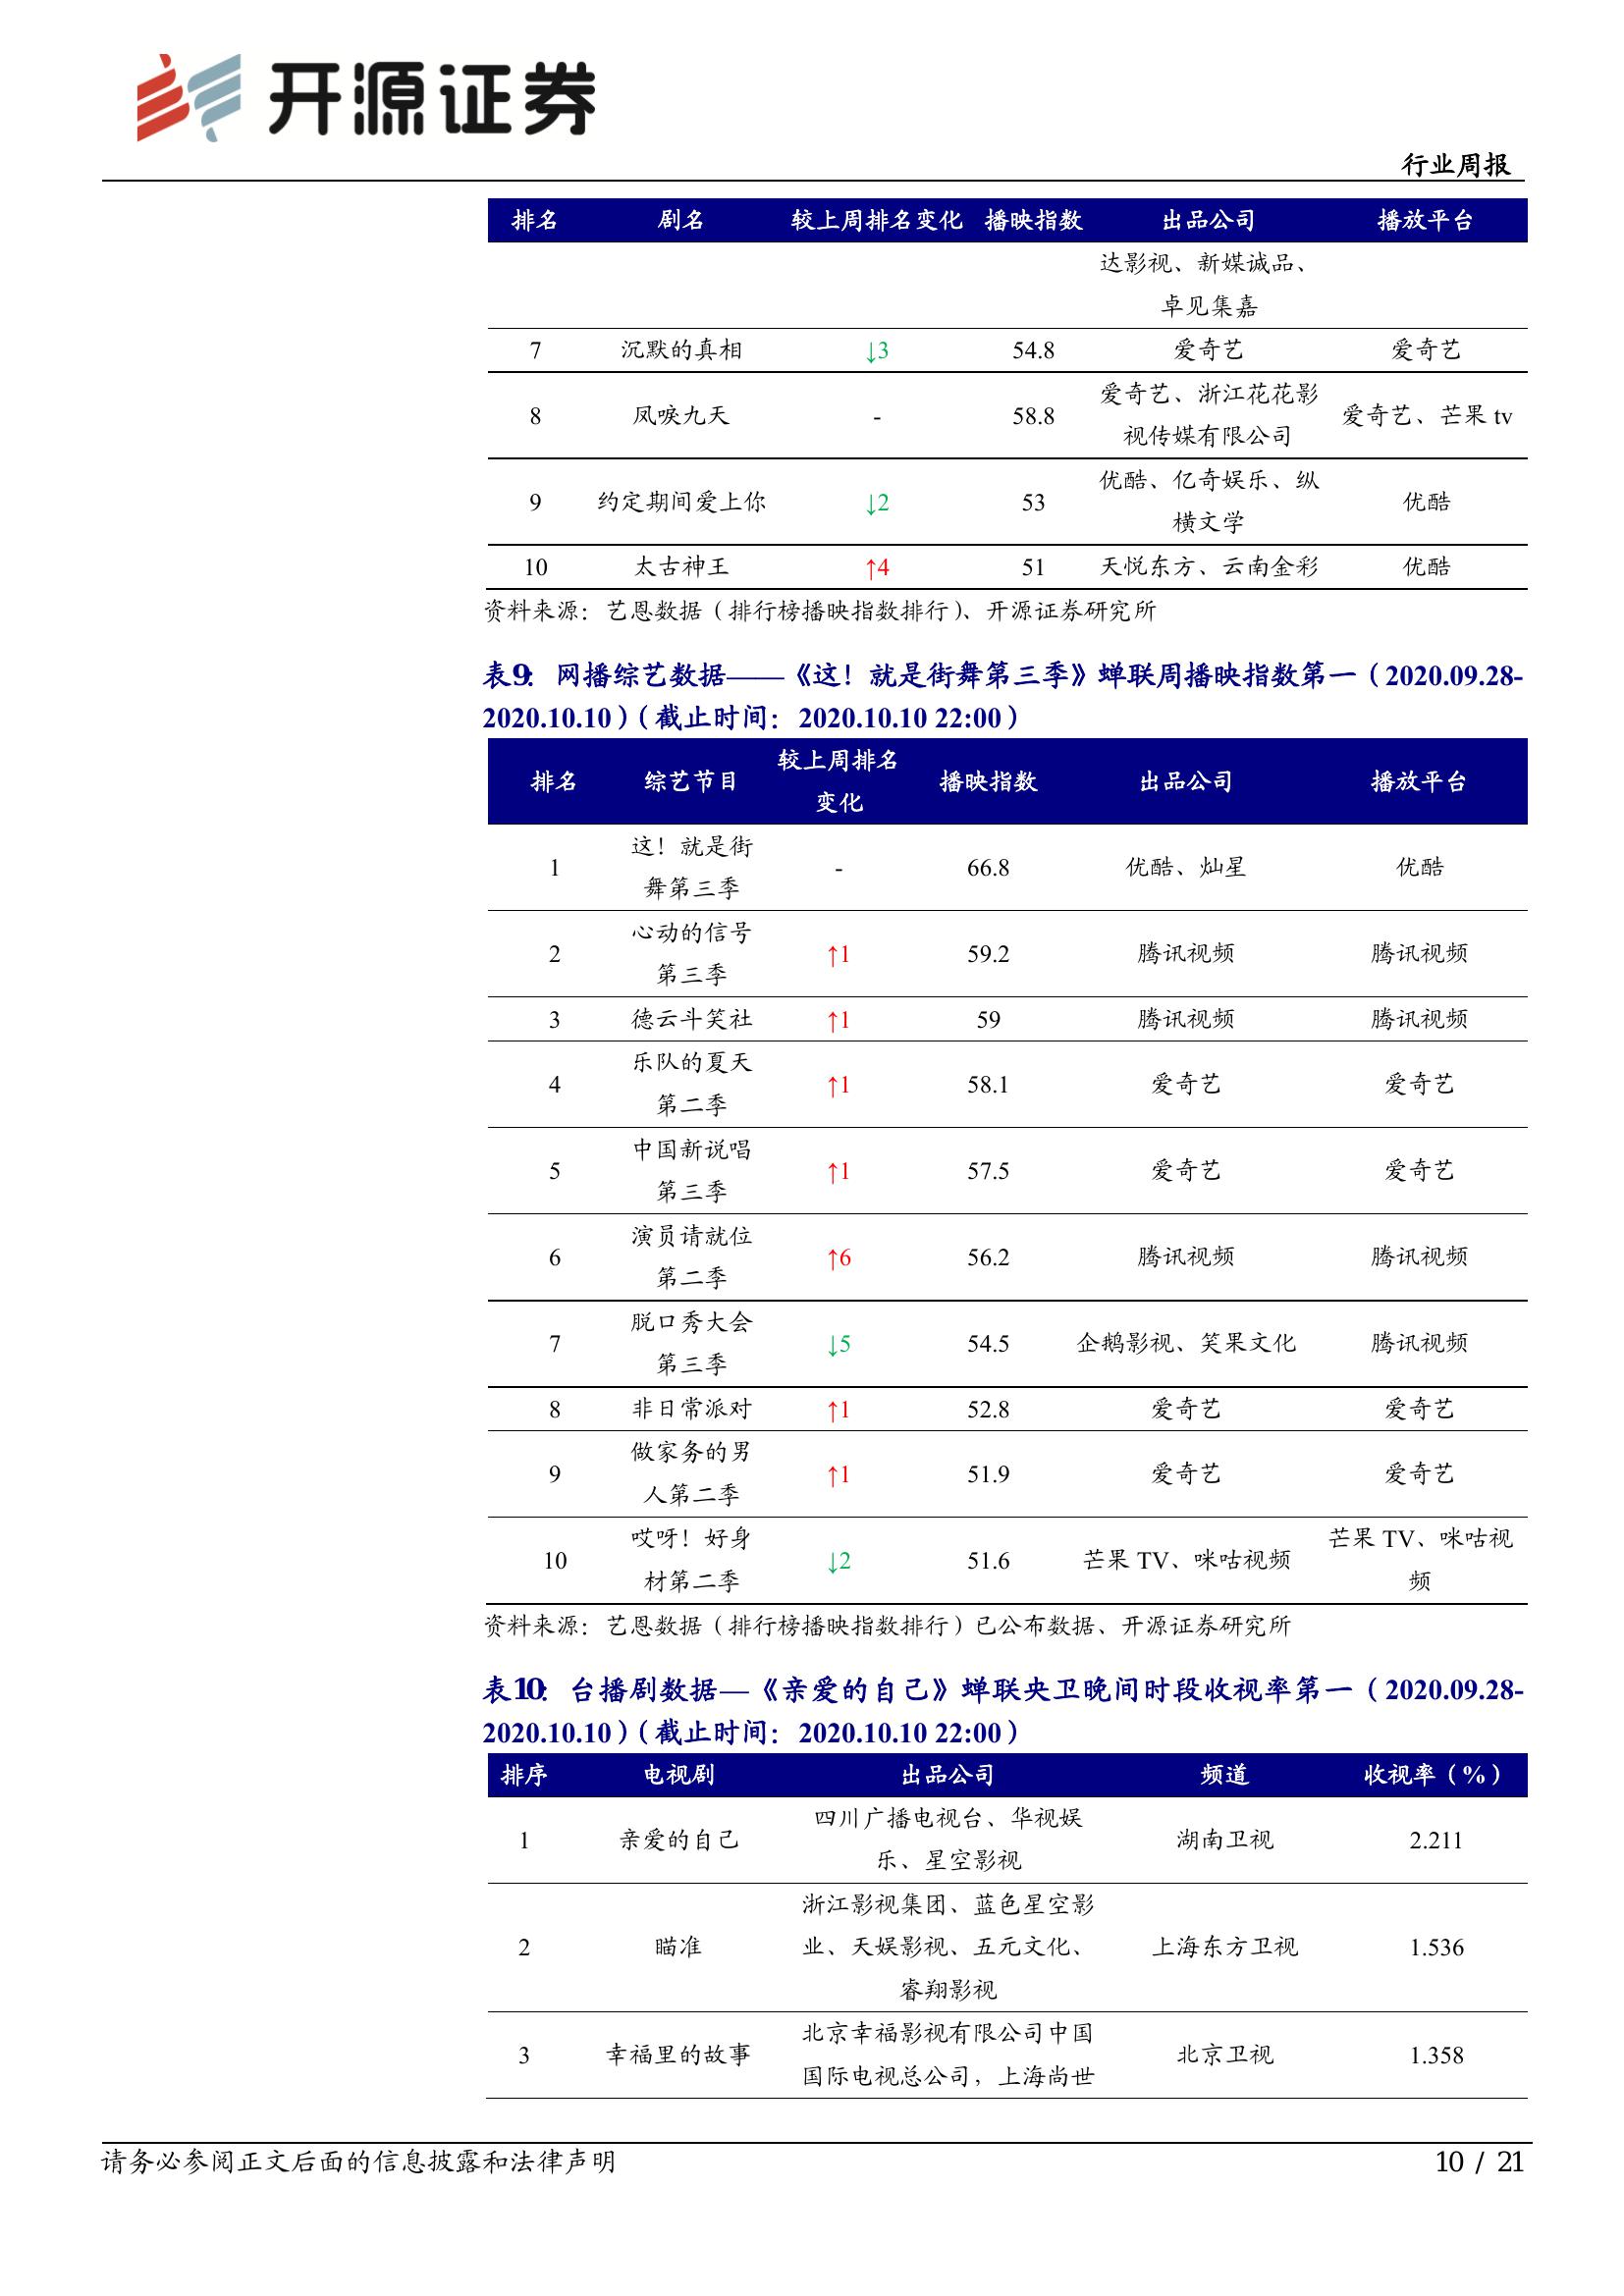 开源证券
行业周报
排名 剧名 较上周排名变化 播映指数 出品公司 播放平台
达影视、新媒诚品、
卓见集嘉
7 沉默的真相 ↓3 54.8 爱奇艺 爱奇艺
8 凤唳九天 - 58.8 爱奇艺、浙江花花影
视传媒有限公司 爱奇艺、芒果 tv
9 约定期间爱上你 ↓2 53 优酷、亿奇娱乐、纵
横文学 优酷
10 太古神王 ↑4 51 天悦东方、云南金彩 优酷
资料来源：艺恩数据（排行榜播映指数排行）、开源证券研究所
表9：网播综艺数据——《这！就是街舞第三季》蝉联周播映指数第一（2020.09.28-
2020.10.10）（截止时间：2020.10.10 22:00）
排名 综艺节目 较上周排名
变化 播映指数 出品公司 播放平台
1 这！就是街
舞第三季 - 66.8 优酷、灿星 优酷
2 心动的信号
第三季 ↑1 59.2 腾讯视频 腾讯视频
3 德云斗笑社 ↑1 59 腾讯视频 腾讯视频
4 乐队的夏天
第二季 ↑1 58.1 爱奇艺 爱奇艺
5 中国新说唱
第三季 ↑1 57.5 爱奇艺 爱奇艺
6 演员请就位
第二季 ↑6 56.2 腾讯视频 腾讯视频
7 脱口秀大会
第三季 ↓5 54.5 企鹅影视、笑果文化 腾讯视频
8 非日常派对 ↑1 52.8 爱奇艺 爱奇艺
9 做家务的男
人第二季 ↑1 51.9 爱奇艺 爱奇艺
10 哎呀！好身
材第二季 ↓2 51.6 芒果 TV、咪咕视频 芒果 TV、咪咕视
频
资料来源：艺恩数据（排行榜播映指数排行）已公布数据、开源证券研究所
表10：台播剧数据—《亲爱的自己》蝉联央卫晚间时段收视率第一（2020.09.28-
2020.10.10）（截止时间：2020.10.10 22:00）
排序 电视剧 出品公司 频道 收视率（%）
1 亲爱的自己 四川广播电视台、华视娱
乐、星空影视 湖南卫视 2.211
2 瞄准 浙江影视集团、蓝色星空影
业、天娱影视、五元文化、
睿翔影视 上海东方卫视 1.536
3 幸福里的故事 北京幸福影视有限公司中国
国际电视总公司，上海尚世 北京卫视 1.358
请务必参阅正文后面的信息披露和法律声明
10 / 21